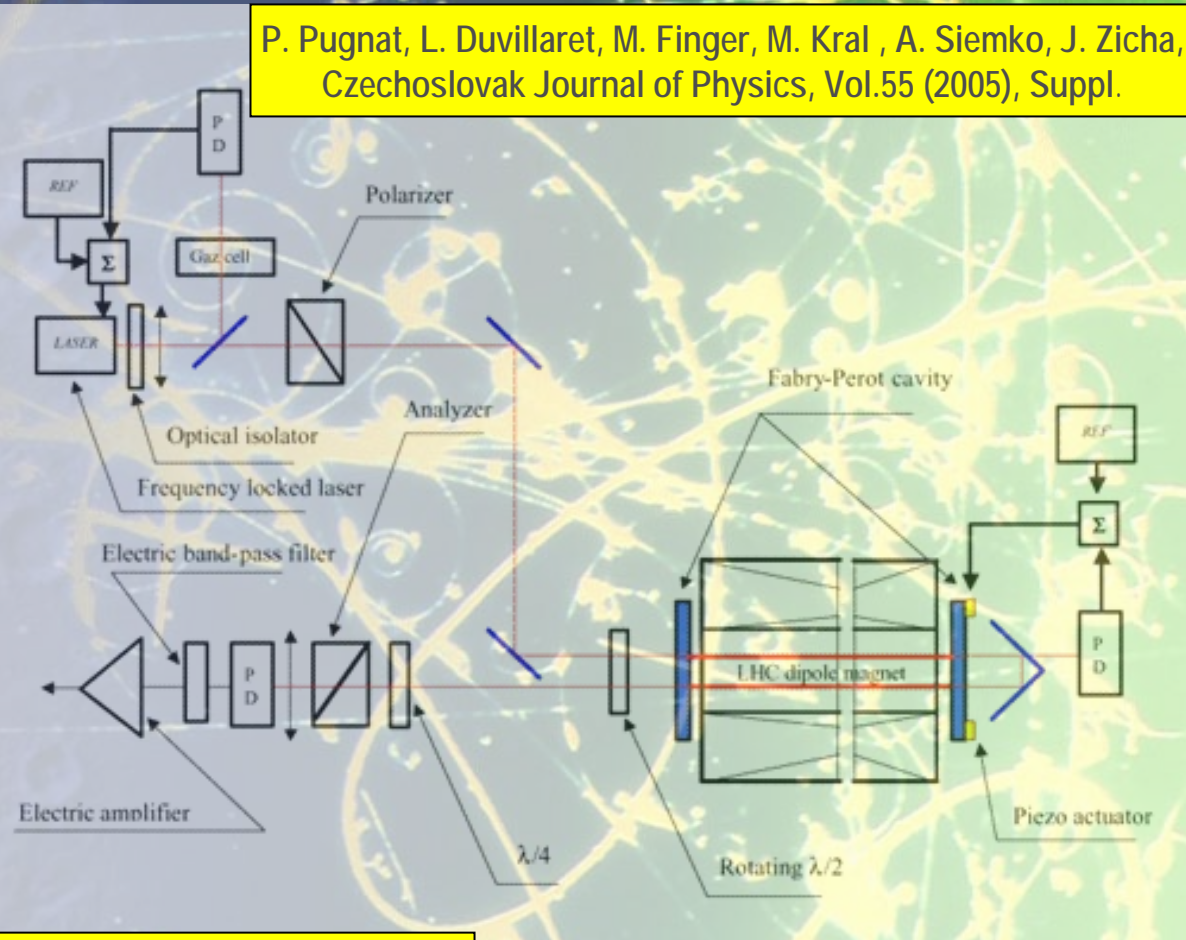 P. Pugnat, L. Duvillaret, M. Finger, M. Kral , A. Siemko, J. Zicha,
Czechoslovak Journal of Physics, Vol.55 (2005), Suppl.
P
D
REF
Polarizer
Σ
Gaz cell
LASER
Fabry-Perot cavity
Analyzer
REF
Optical isolator
Frequency locked laser
Σ
Electric band-pass filter
P
D
LHC dipole magnet
P
D
Electric amplifier
Piezo actuator
λ/4
Rotating λ/2